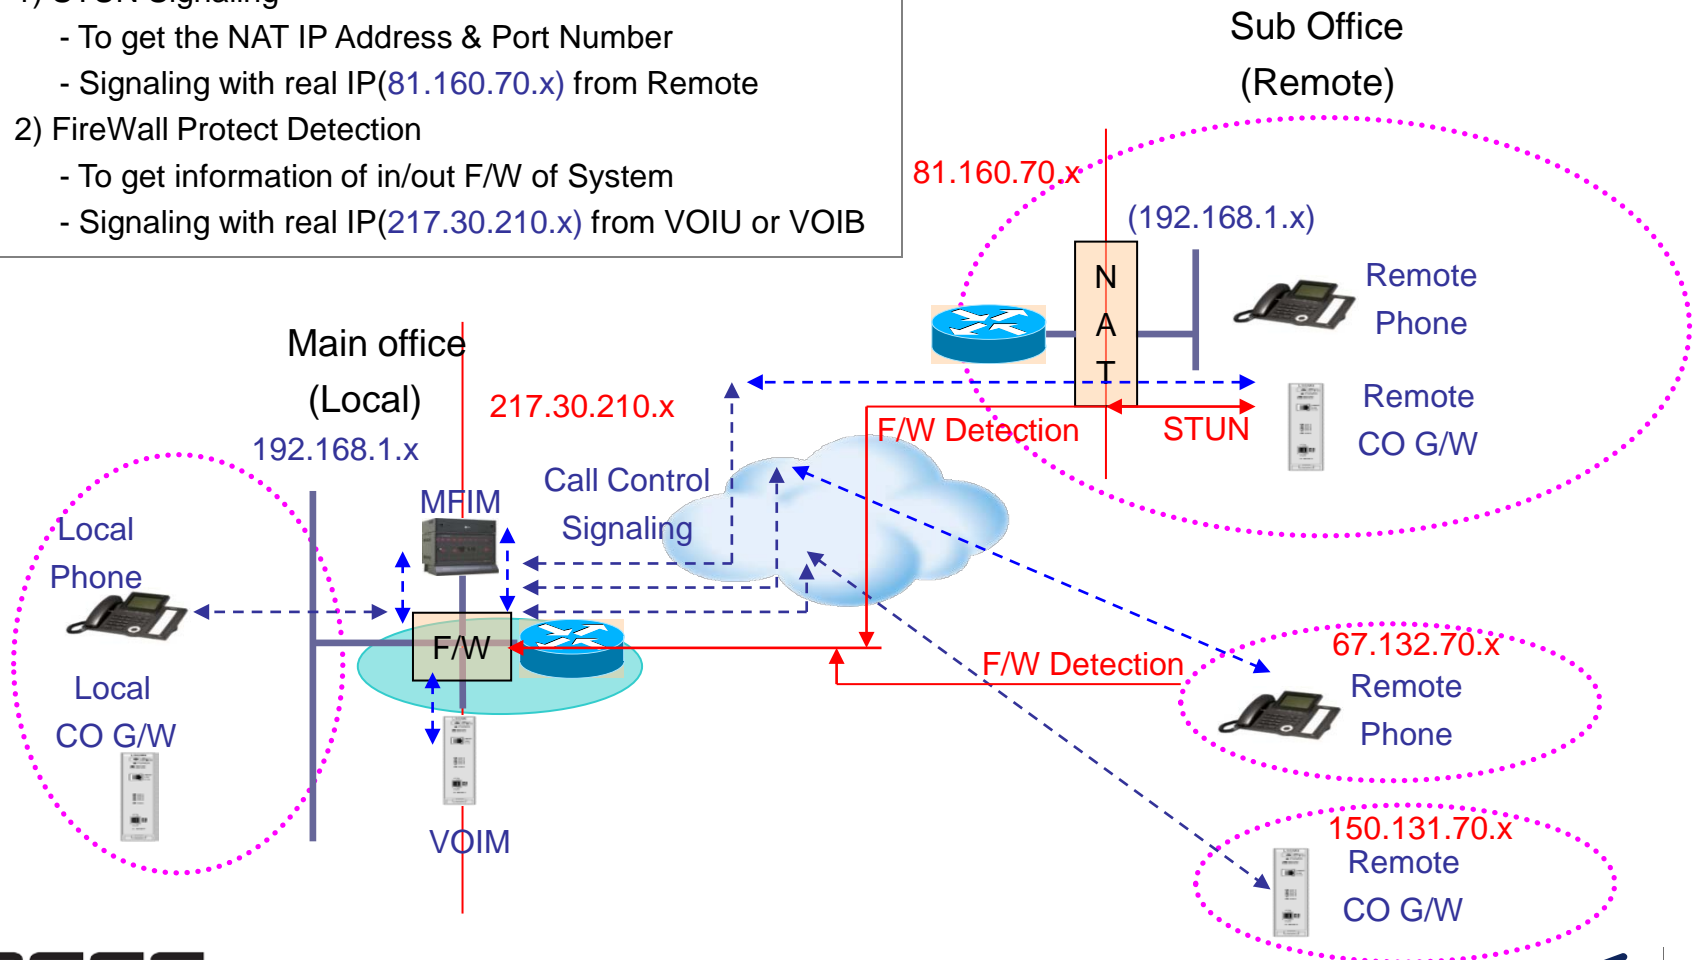 1) STUN Signaling
- To get the NAT IP Address & Port Number
- Signaling with real IP(81.160.70.x) from Remote
2) FireWall Protect Detection
- To get information of in/out F/W of System
- Signaling with real IP(217.30.210.x) from VOIU or VOIB
Sub Office
(Remote)
81.160.70.x
(192.168.1.x)
N
A
T
Remote
Phone
Remote
CO G/W
F/W Detection
STUN
Main office
(Local)
217.30.210.x
192.168.1.x
Call Control
Signaling
MFIM
Local
Phone
F/W
Local
CO G/W
VOIM
F/W Detection
67.132.70.x
Remote
Phone
150.131.70.x
Remote
CO G/W